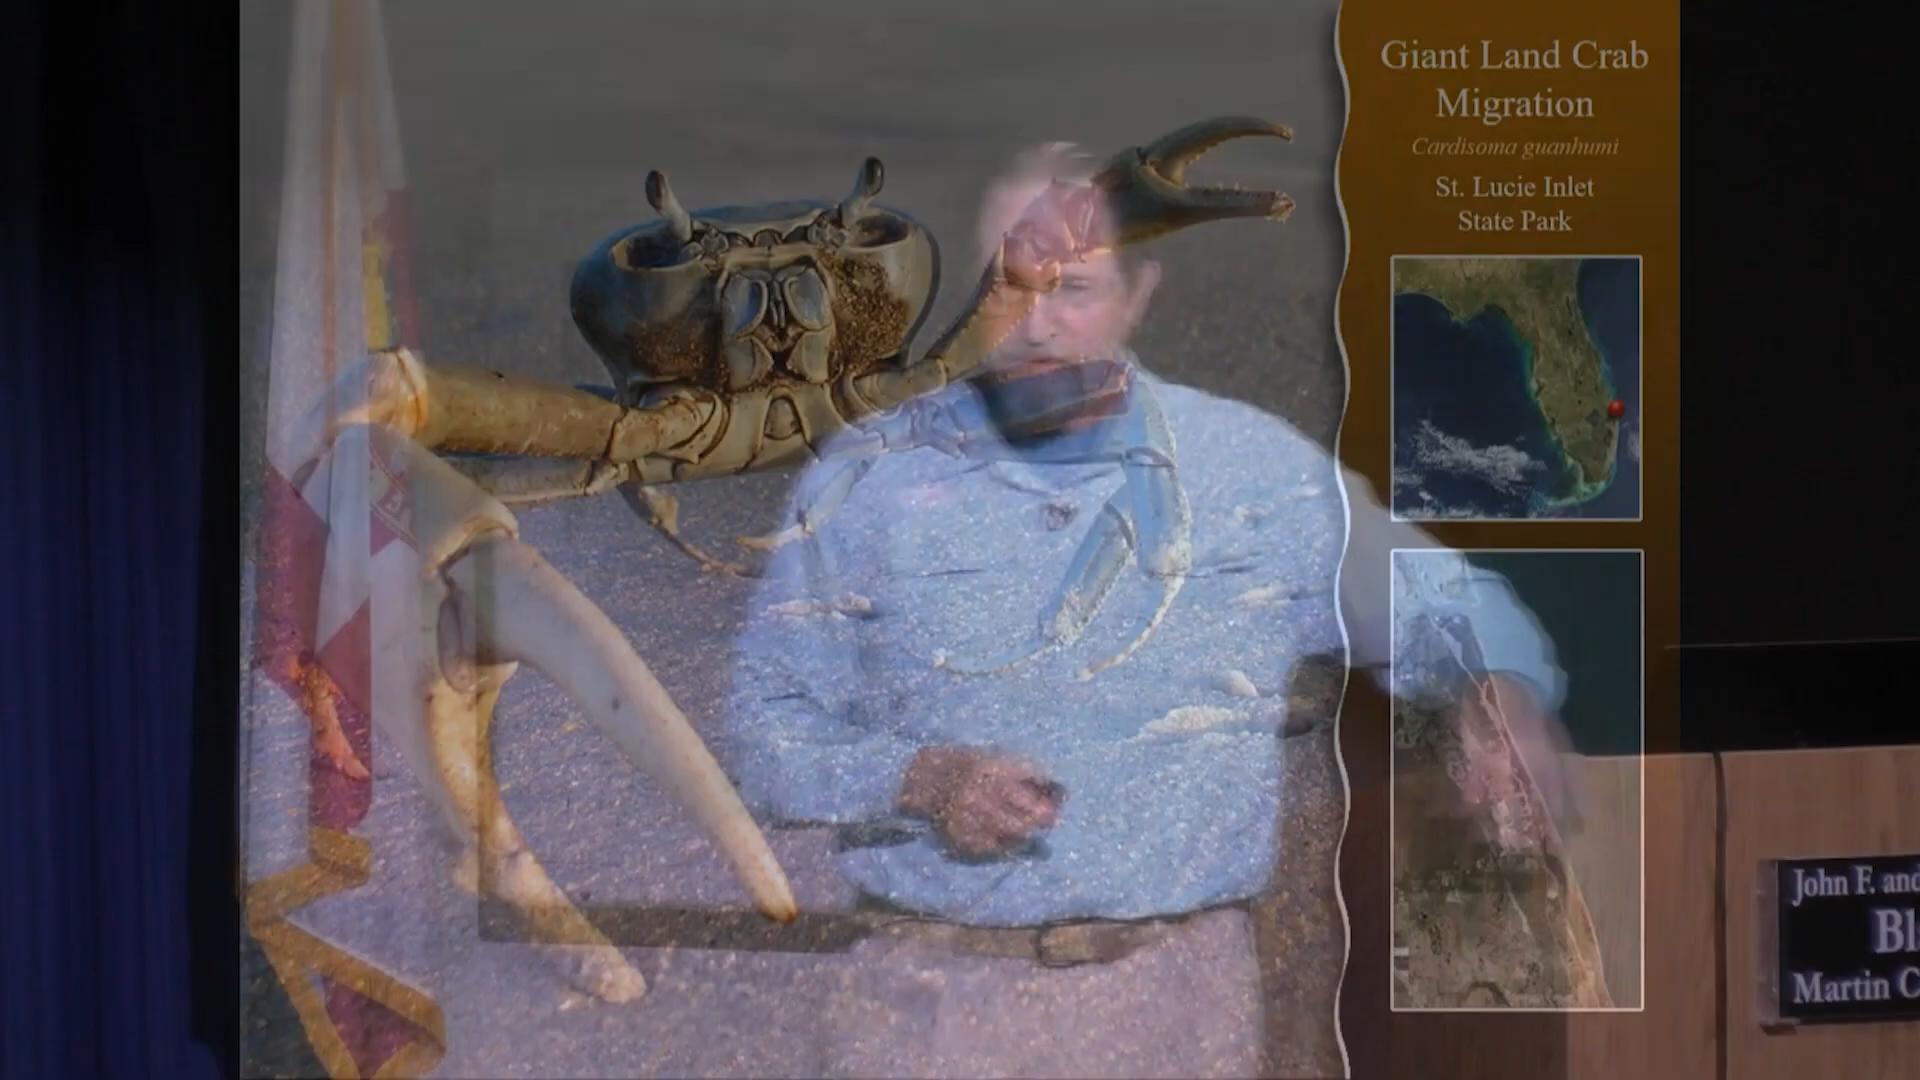 Giant Land Crab
Migration
Cardisoma guanhumi
St. Lucie Inlet
State Park
John F. and
Bl
Martin C